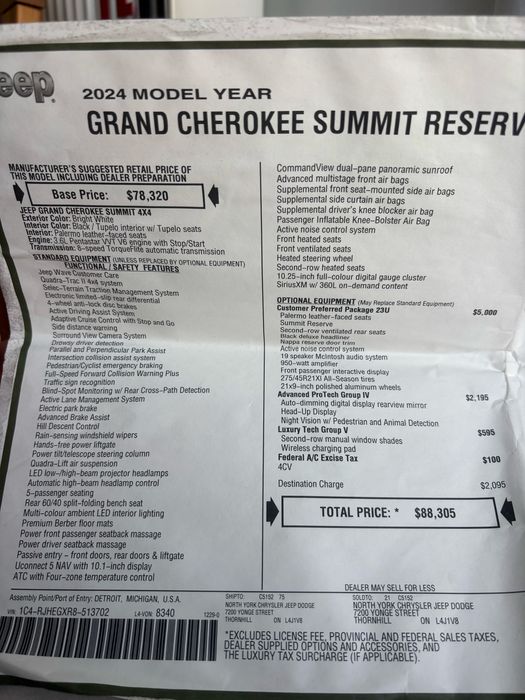 eep
2024 MODEL YEAR
GRAND CHEROKEE SUMMIT RESERV
MANUFACTURER'S SUGGESTED RETAIL PRICE OF
THIS MODEL INCLUDING DEALER PREPARATION
Base Price: $78,320
JEEP GRAND CHEROKEE SUMMIT 4X4
Exterior Color: Bright White
Interior Color: Black / Tupelo interior w/ Tupelo seats
Interior: Palermo leather-faced seats
Engine: 3.6L Pentastar VVT V6 engine with Stop/Start
Transmission: 8-speed TorqueFlite automatic transmission
STANDARD EQUIPMENT (UNLESS REPLACED BY OPTIONAL EQUIPMENT)
FUNCTIONAL / SAFETY FEATURES
Jeep Wave Customer Care
Quadra-Trac II 4x4 system
Selec-Terrain Traction Management System
Electronic limited-slip rear differential
4-wheel anti-lock disc brakes
Active Driving Assist System
Adaptive Cruise Control with Stop and Go
Side distance warning
Surround View Camera System
Drowsy driver detection
Parallel and Perpendicular Park Assist
Intersection collision assist system
Pedestrian/Cyclist emergency braking
Full-Speed Forward Collision Warning Plus
Traffic sign recognition
Blind-Spot Monitoring w/ Rear Cross-Path Detection
Active Lane Management System
Electric park brake
Advanced Brake Assist
Hill Descent Control
Rain-sensing windshield wipers
Hands-free power liftgate
Power tilt/telescope steering column
Quadra-Lift air suspension
LED low-/high-beam projector headlamps
Automatic high-beam headlamp control
5-passenger seating
Rear 60/40 split-folding bench seat
Multi-colour ambient LED interior lighting
Premium Berber floor mats
Power front passenger seatback massage
Power driver seatback massage
Passive entry - front doors, rear doors & liftgate
Uconnect 5 NAV with 10.1-inch display
ATC with Four-zone temperature control
CommandView dual-pane panoramic sunroof
Advanced multistage front air bags
Supplemental front seat-mounted side air bags
Supplemental side curtain air bags
Supplemental driver's knee blocker air bag
Passenger Inflatable Knee-Bolster Air Bag
Active noise control system
Front heated seats
Front ventilated seats
Heated steering wheel
Second-row heated seats
10.25-inch full-colour digital gauge cluster
SiriusXM w/ 360L on-demand content
OPTIONAL EQUIPMENT (May Replace Standard Equipment)
Customer Preferred Package 23U $5,000
Palermo leather-faced seats
Summit Reserve
Second-row ventilated rear seats
Black deluxe headliner
Nappa reserve door trim
Active noise control system
19 speaker McIntosh audio system
950-watt amplifier
Front passenger interactive display
275/45R21XL All-Season tires
21x9-inch polished aluminum wheels
Advanced ProTech Group IV $2,195
Auto-dimming digital display rearview mirror
Head-Up Display
Night Vision w/ Pedestrian and Animal Detection
Luxury Tech Group V $595
Second-row manual window shades
Wireless charging pad
Federal A/C Excise Tax $100
4CV
Destination Charge $2,095
TOTAL PRICE: * $88,305
DEALER MAY SELL FOR LESS
Assembly Point/Port of Entry: DETROIT, MICHIGAN, U.S.A.
VIN: 1C4-RJHEGXR8-513702 L4-VON: 8340 1229-0
SHIPTO: C5152 75
NORTH YORK CHRYSLER JEEP DODGE
7200 YONGE STREET
THORNHILL ON L4J1V8
SOLDTO: 21 C5152
NORTH YORK CHRYSLER JEEP DODGE
7200 YONGE STREET
THORNHILL ON L4J1V8
*EXCLUDES LICENSE FEE, PROVINCIAL AND FEDERAL SALES TAXES,
DEALER SUPPLIED OPTIONS AND ACCESSORIES, AND
THE LUXURY TAX SURCHARGE (IF APPLICABLE).